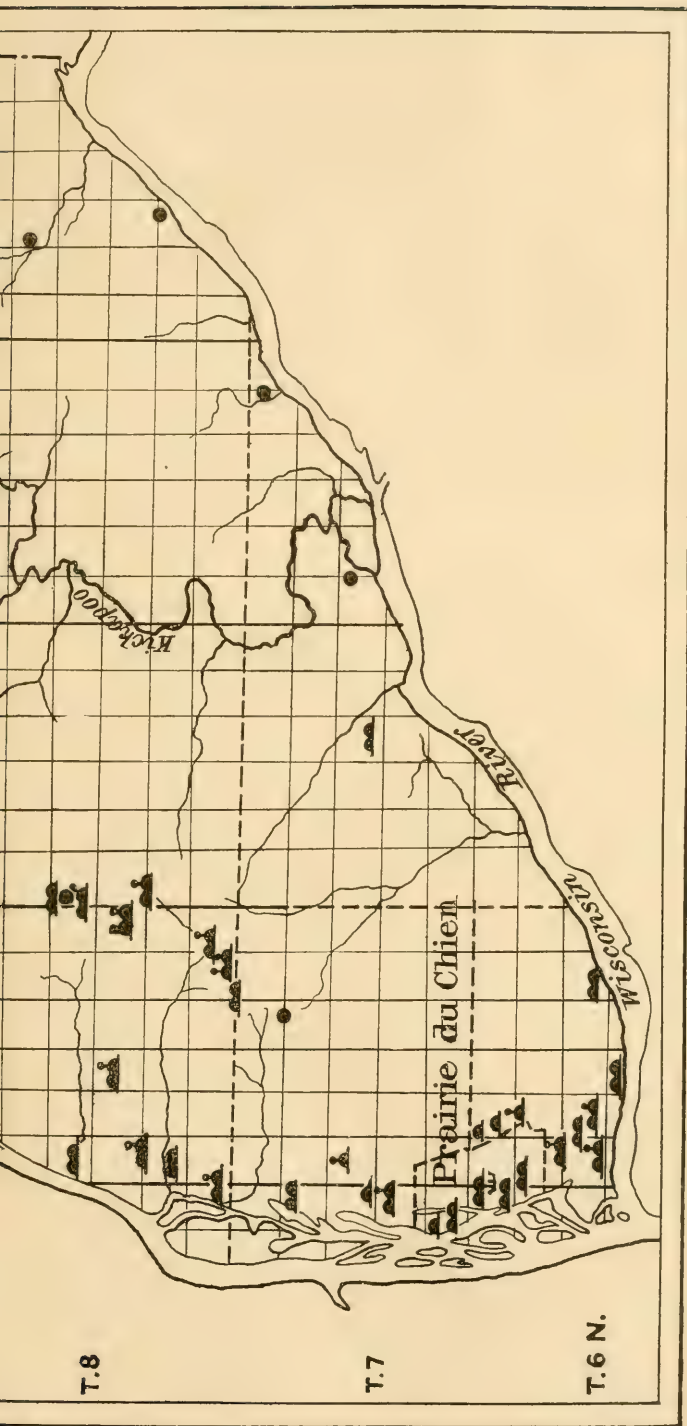 Kickapoo
Wisconsin River
Prairie du Chien
T. 8
T. 7
T. 6 N.